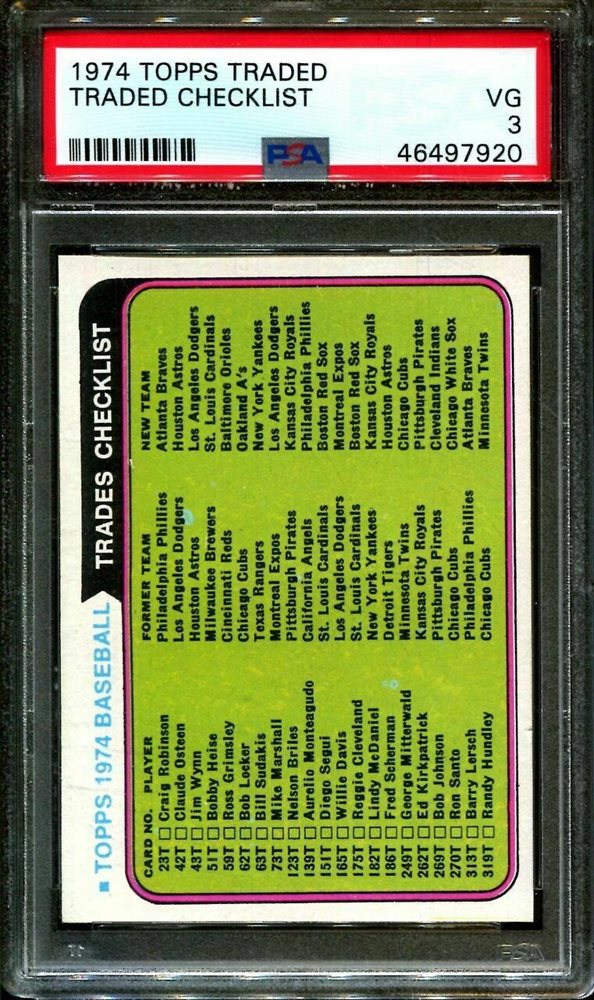 1974 TOPPS TRADED
TRADED CHECKLIST VG
3
PSA 46497920
TOPPS 1974 BASEBALL TRADES CHECKLIST
CARD NO. PLAYER FORMER TEAM NEW TEAM
23T Craig Robinson Philadelphia Phillies Atlanta Braves
42T Claude Osteen Los Angeles Dodgers Houston Astros
43T Jim Wynn Houston Astros Los Angeles Dodgers
51T Bobby Heise Milwaukee Brewers St. Louis Cardinals
59T Ross Grimsley Cincinnati Reds Baltimore Orioles
62T Bob Locker Chicago Cubs Oakland A's
63T Bill Sudakis Texas Rangers New York Yankees
73T Mike Marshall Montreal Expos Los Angeles Dodgers
123T Nelson Briles Pittsburgh Pirates Kansas City Royals
139T Aurelio Monteagudo California Angels Philadelphia Phillies
151T Diego Segui St. Louis Cardinals Boston Red Sox
165T Willie Davis Los Angeles Dodgers Montreal Expos
175T Reggie Cleveland St. Louis Cardinals Boston Red Sox
182T Lindy McDaniel New York Yankees Kansas City Royals
186T Fred Scherman Detroit Tigers Houston Astros
249T George Mitterwald Minnesota Twins Chicago Cubs
262T Ed Kirkpatrick Kansas City Royals Pittsburgh Pirates
269T Bob Johnson Pittsburgh Pirates Cleveland Indians
270T Ron Santo Chicago Cubs Chicago White Sox
313T Barry Lersch Philadelphia Phillies Atlanta Braves
319T Randy Hundley Chicago Cubs Minnesota Twins
PSA